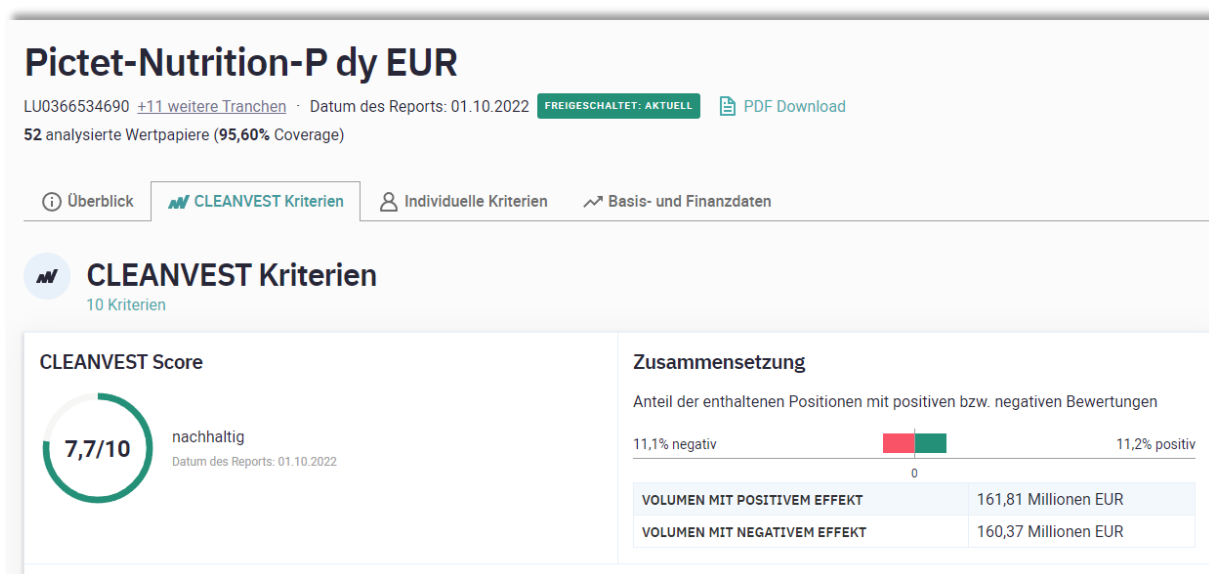 Pictet-Nutrition-P dy EUR
LU0366534690 +11 weitere Tranchen · Datum des Reports: 01.10.2022 FREIGESCHALTET: AKTUELL PDF Download
52 analysierte Wertpapiere (95,60% Coverage)
Überblick CLEANVEST Kriterien Individuelle Kriterien Basis- und Finanzdaten
CLEANVEST Kriterien
10 Kriterien
CLEANVEST Score
7,7/10
nachhaltig
Datum des Reports: 01.10.2022
Zusammensetzung
Anteil der enthaltenen Positionen mit positiven bzw. negativen Bewertungen
11,1% negativ 11,2% positiv
0
VOLUMEN MIT POSITIVEM EFFEKT 161,81 Millionen EUR
VOLUMEN MIT NEGATIVEM EFFEKT 160,37 Millionen EUR